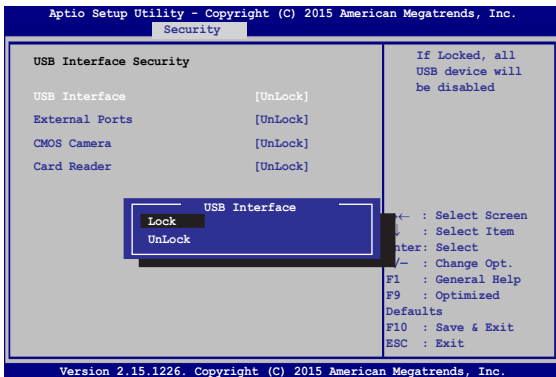 Aptio Setup Utility - Copyright (C) 2015 American Megatrends, Inc.
Security
USB Interface Security
USB Interface [UnLock]
External Ports [UnLock]
CMOS Camera [UnLock]
Card Reader [UnLock]
If Locked, all
USB device will
be disabled
USB Interface
Lock
UnLock
← : Select Screen
↓ : Select Item
nter: Select
/− : Change Opt.
F1 : General Help
F9 : Optimized
Defaults
F10 : Save & Exit
ESC : Exit
Version 2.15.1226. Copyright (C) 2015 American Megatrends, Inc.